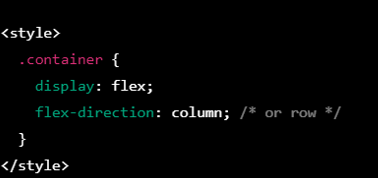 <style>
.container {
display: flex;
flex-direction: column; /* or row */
}
</style>